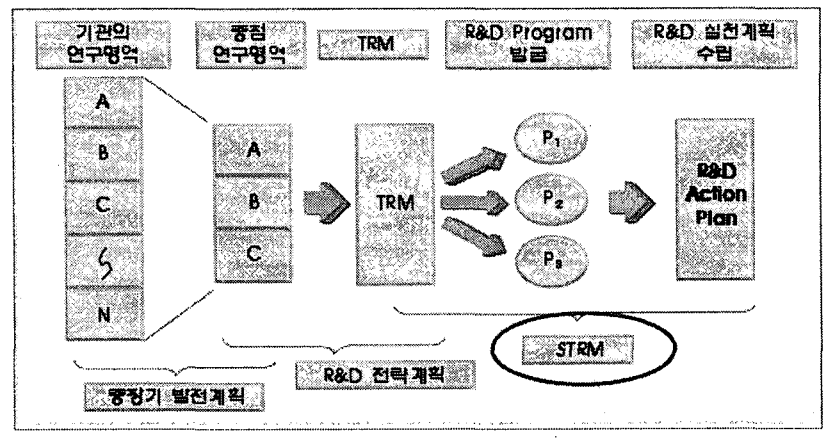 기관의
연구영역
중점
연구영역
TRM
R&D Program
발굴
R&D 실천계획
수립
A
B
C
N
A
B
C
TRM
P1
P2
P3
R&D
Action
Plan
STRM
R&D 전략계획
중장기 발전계획